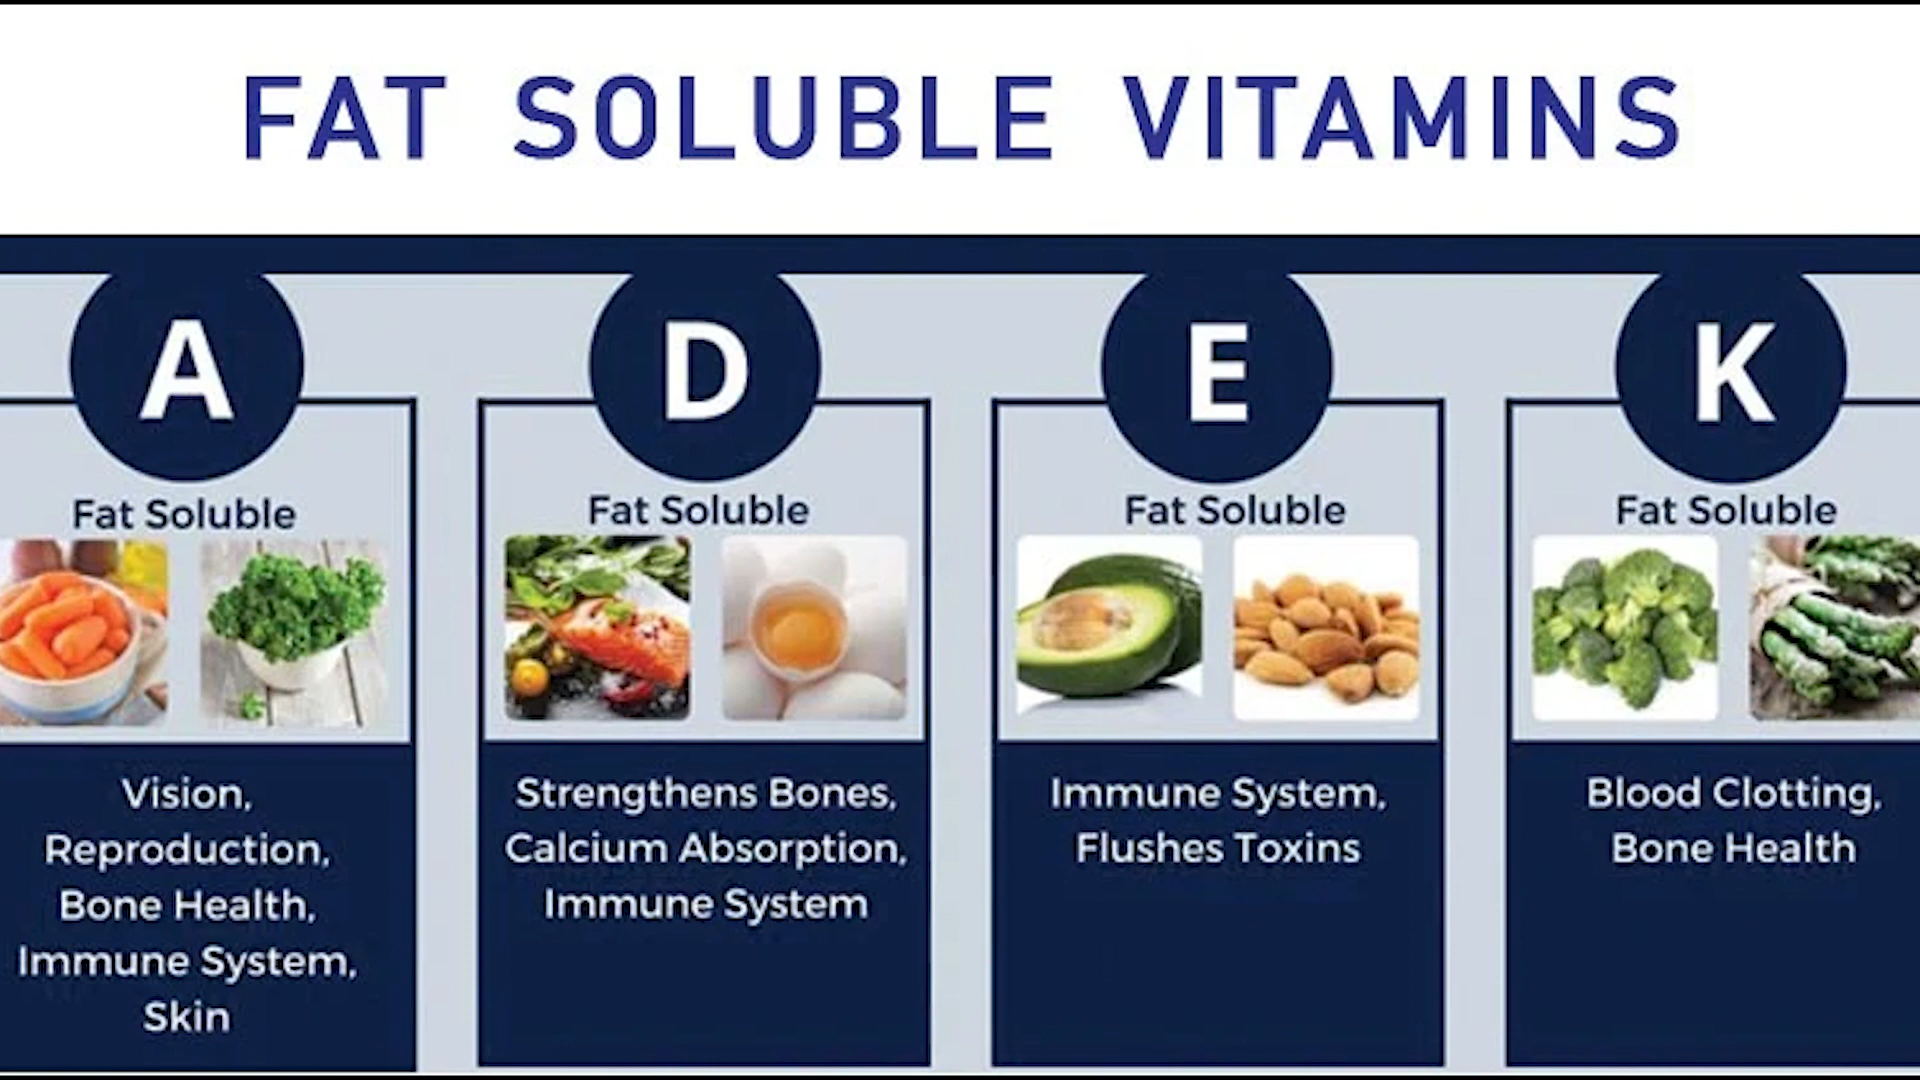 FAT SOLUBLE VITAMINS
A
Fat Soluble
Vision,
Reproduction,
Bone Health,
Immune System,
Skin
D
Fat Soluble
Strengthens Bones,
Calcium Absorption,
Immune System
E
Fat Soluble
Immune System,
Flushes Toxins
K
Fat Soluble
Blood Clotting,
Bone Health